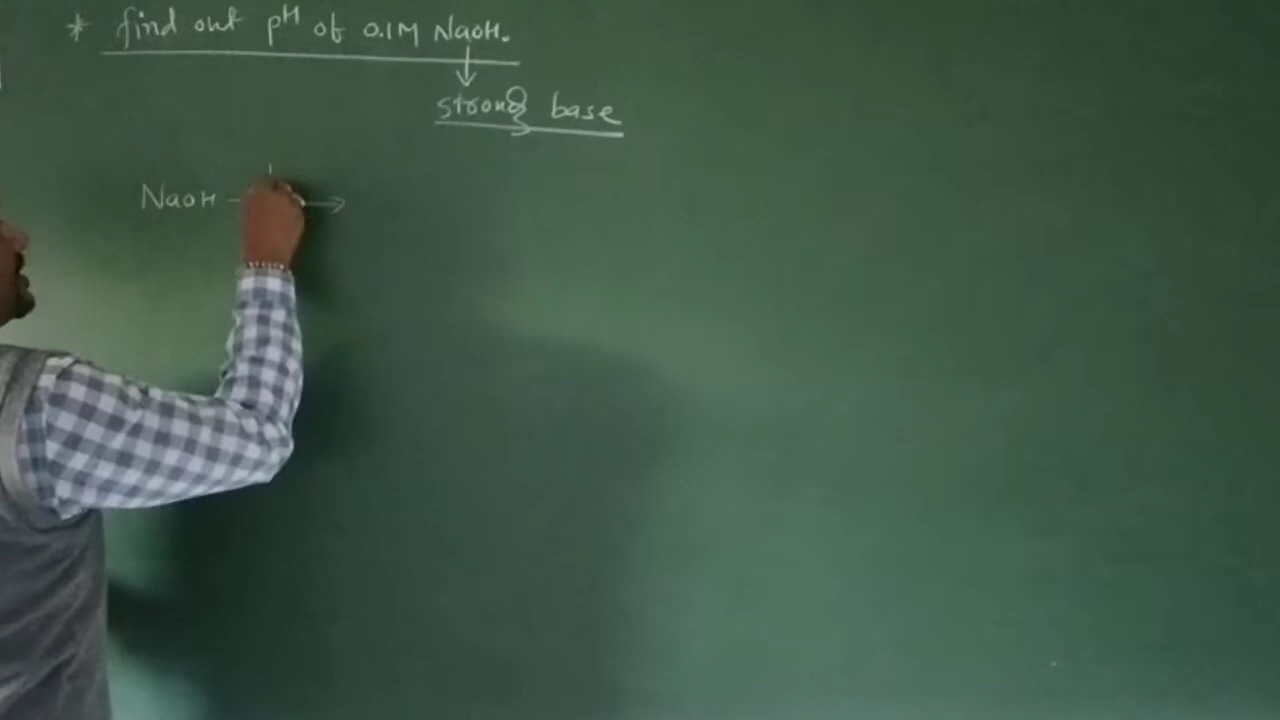 * find out pH of 0.1M NaOH.
strong base
NaOH →